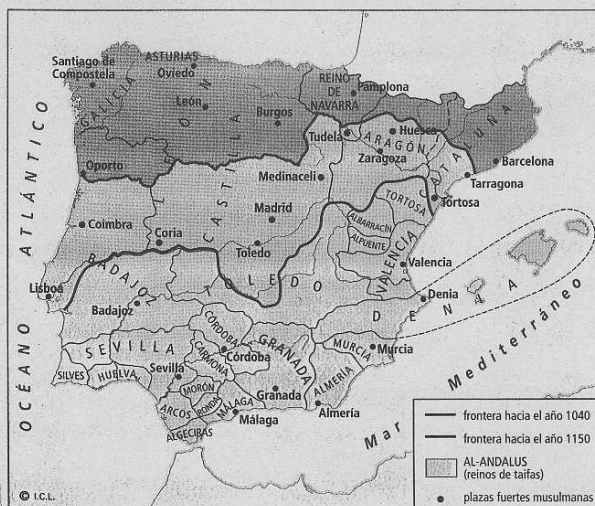 Santiago de
Compostela
ASTURIAS
Oviedo
GALICIA
LEÓN
León
Burgos
REINO
DE
NAVARRA
Pamplona
CASTILLA
Tudela
ARAGÓN
Huesca
Zaragoza
CATALUÑA
Barcelona
Tarragona
Oporto
Medinaceli
TORTOSA
Tortosa
Madrid
ALBARRACÍN
ALPUENTE
VALENCIA
Valencia
Coimbra
Coria
Toledo
TOLEDO
BADAJOZ
Badajoz
Lisboa
Denia
DENIA
OCÉANO ATLÁNTICO
CÓRDOBA
Córdoba
GRANADA
Granada
MURCIA
Murcia
SEVILLA
Sevilla
CARMONA
SILVES
HUELVA
MORÓN
ARCOS
RONDA
MÁLAGA
Málaga
ALGECIRAS
ALMERÍA
Almería
Mar Mediterráneo
frontera hacia el año 1040
frontera hacia el año 1150
AL-ANDALUS
(reinos de taifas)
plazas fuertes musulmanas
© I.C.L.